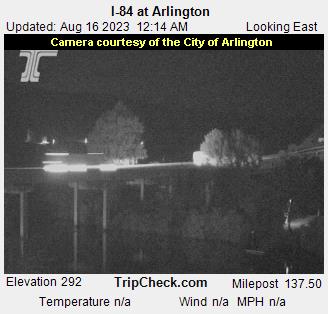 I-84 at Arlington
Updated: Aug 16 2023 12:14 AM Looking East
Camera courtesy of the City of Arlington
Elevation 292 TripCheck.com Milepost 137.50
Temperature n/a Wind n/a MPH n/a